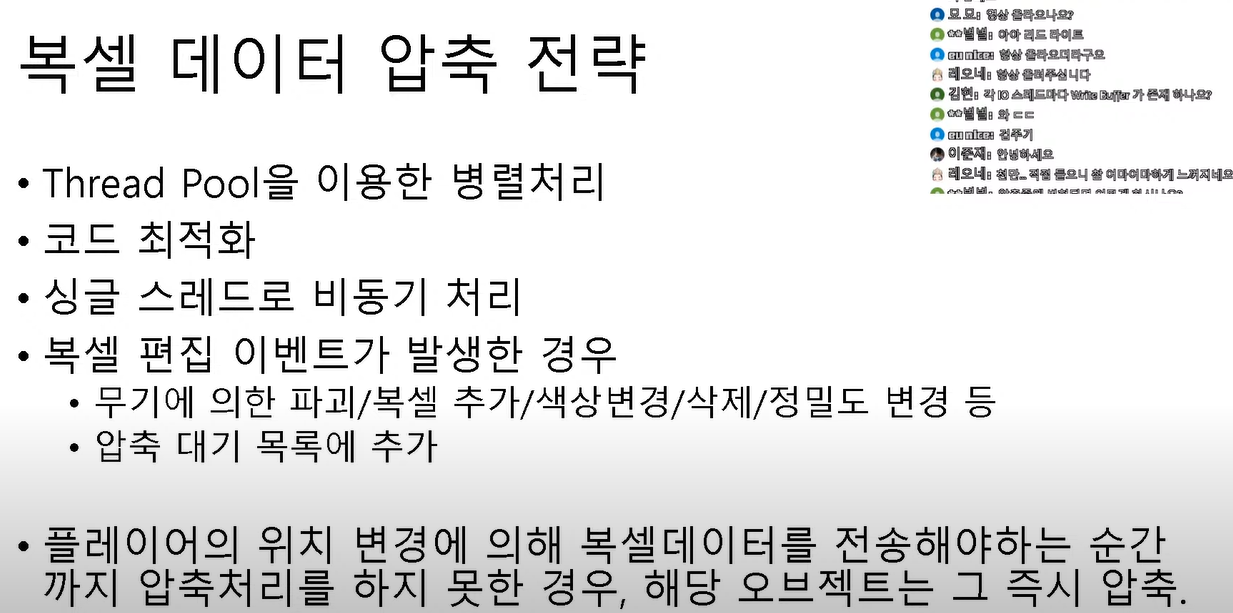 복셀 데이터 압축 전략
• Thread Pool을 이용한 병렬처리
• 코드 최적화
• 싱글 스레드로 비동기 처리
• 복셀 편집 이벤트가 발생한 경우
• 무기에 의한 파괴/복셀 추가/색상변경/삭제/정밀도 변경 등
• 압축 대기 목록에 추가
• 플레이어의 위치 변경에 의해 복셀데이터를 전송해야하는 순간
까지 압축처리를 하지 못한 경우, 해당 오브젝트는 그 즉시 압축.
묘.묘: 영상 올라오나요?
**별별: 아아 리드 라이트
eu nice: 항상 올라오더라구요
레오네: 항상 올려주십니다
김현: 각 IO 스레드마다 Write Buffer 가 존재 하나요?
**별별: 와 ㄷㄷ
eu nice: 검주기
이준재: 안녕하세요
레오네: 천만... 직접 들으니 참 어마어마하게 느껴지네요